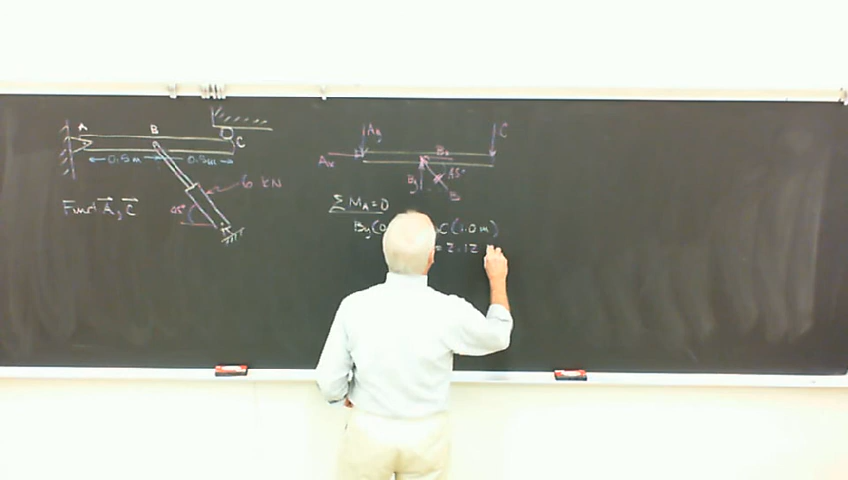 A
B
C
0.5m
0.5m
6 kN
45°
Find A, C
Ay
C
Ax
Bx
By
45°
B
ΣMA=0
By(0 C(1.0 m)
= 2.12